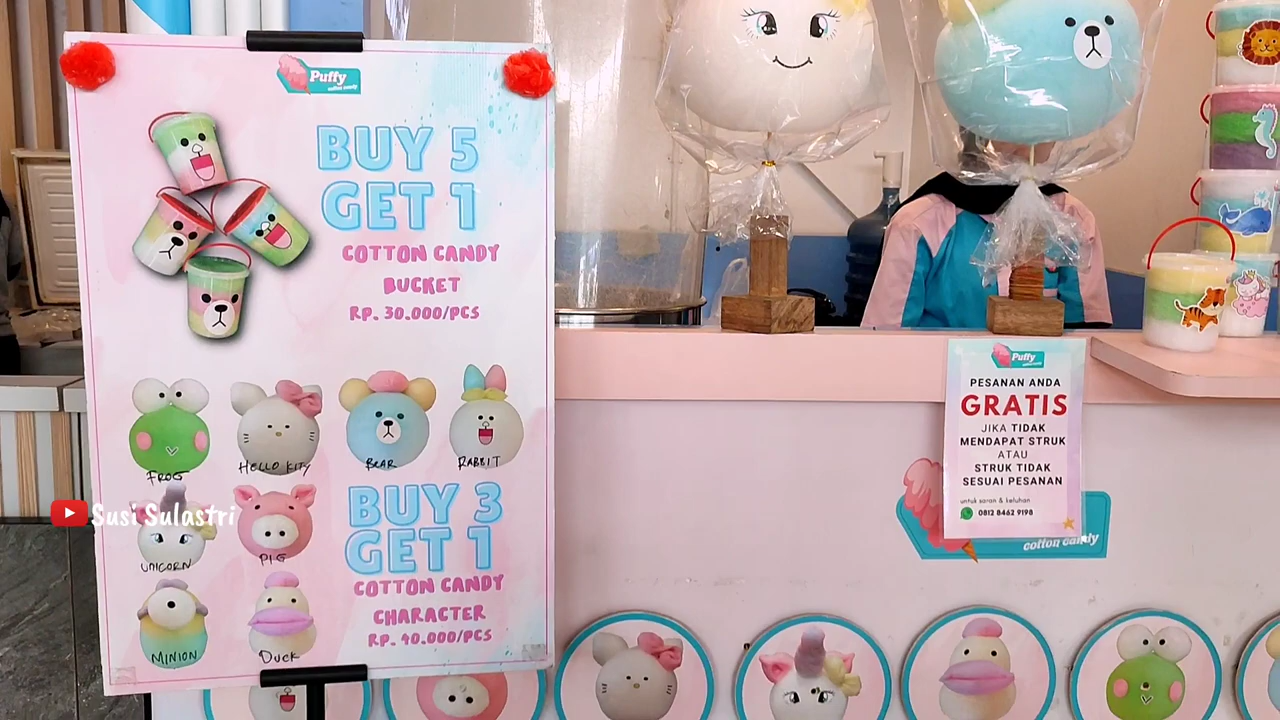 Puffy
cotton candy
BUY 5
GET 1
COTTON CANDY
BUCKET
RP. 30.000/PCS
FROG
HELLO KITY
BEAR
RABBIT
Susi Sulastri
UNICORN
PIG
BUY 3
GET 1
COTTON CANDY
CHARACTER
RP. 40.000/PCS
MINION
DUCK
Puffy
PESANAN ANDA
GRATIS
JIKA TIDAK
MENDAPAT STRUK
ATAU
STRUK TIDAK
SESUAI PESANAN
untuk saran & keluhan
0812 8462 9198
cotton candy